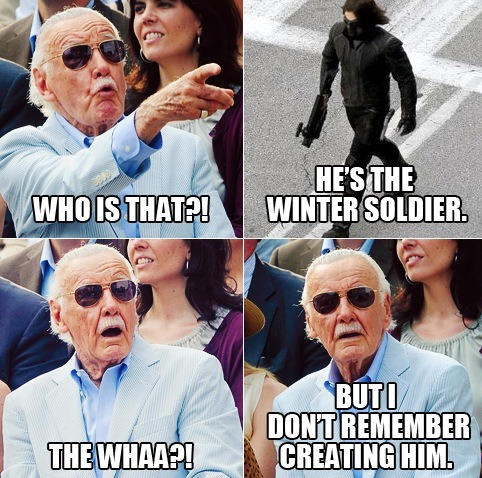 WHO IS THAT?!
HE'S THE
WINTER SOLDIER.
THE WHAA?!
BUT I
DON'T REMEMBER
CREATING HIM.